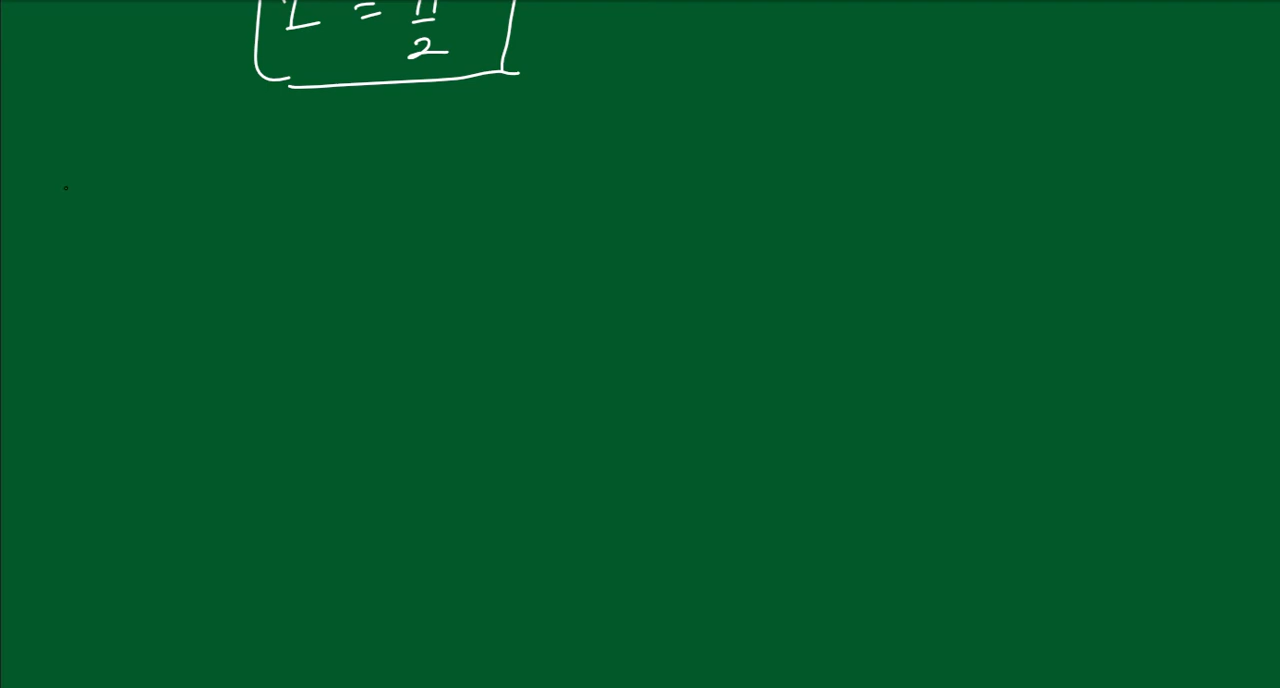 I = π/2